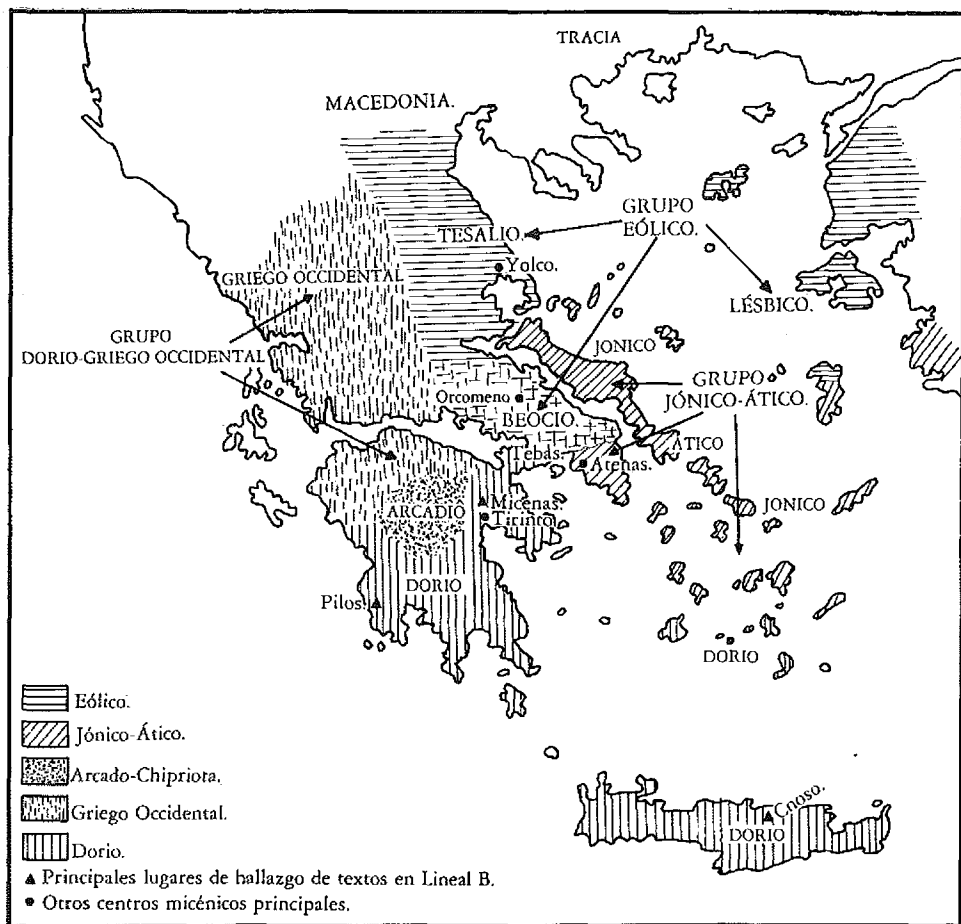 TRACIA
MACEDONIA.
GRUPO
EÓLICO.
TESALIO.
Yolco.
GRIEGO OCCIDENTAL
LÉSBICO.
GRUPO
DORIO-GRIEGO OCCIDENTAL
JONICO
GRUPO
JÓNICO-ÁTICO.
Orcomeno
BEOCIO.
Tebas.
ÁTICO
Atenas.
ARCADIO
Micenas.
Tirinto
JONICO
DORIO
Pilos.
DORIO
Cnoso.
DORIO
Eólico.
Jónico-Ático.
Arcado-Chipriota.
Griego Occidental.
Dorio.
Principales lugares de hallazgo de textos en Lineal B.
Otros centros micénicos principales.